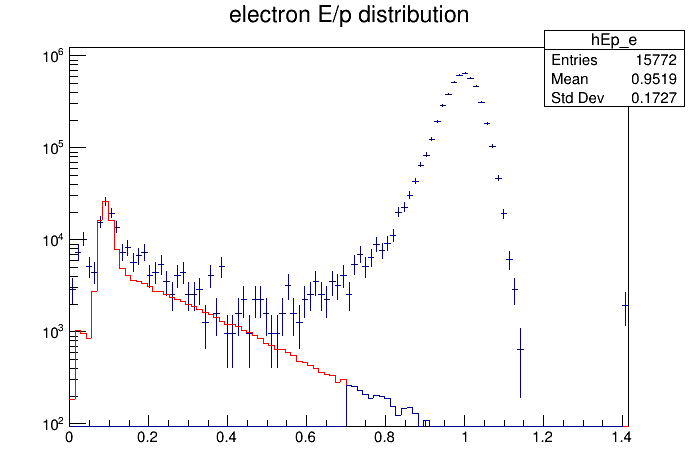 electron E/p distribution
hEp_e
Entries 15772
Mean 0.9519
Std Dev 0.1727
10⁶
10⁵
10⁴
10³
10²
0 0.2 0.4 0.6 0.8 1 1.2 1.4